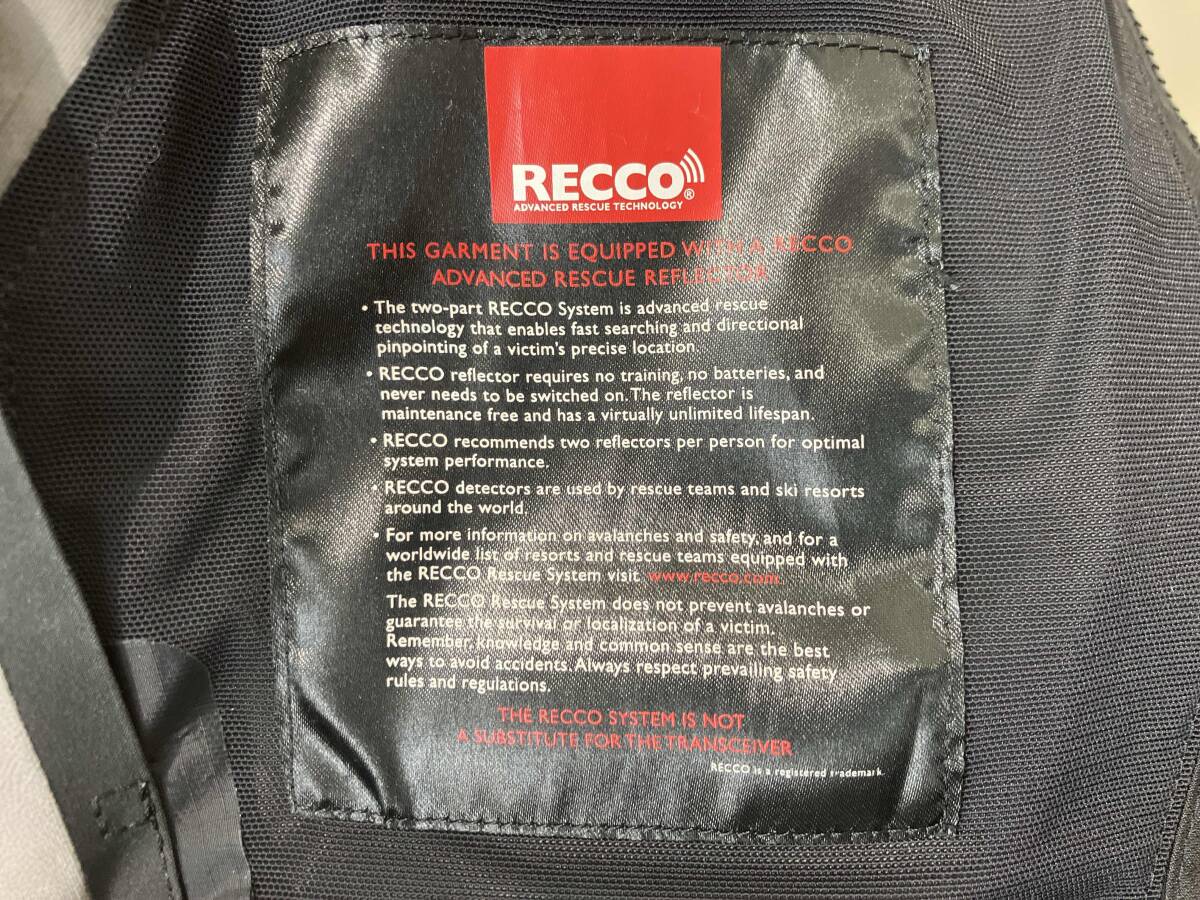 RECCO®
ADVANCED RESCUE TECHNOLOGY
THIS GARMENT IS EQUIPPED WITH A RECCO
ADVANCED RESCUE REFLECTOR
• The two-part RECCO System is advanced rescue
technology that enables fast searching and directional
pinpointing of a victim's precise location.
• RECCO reflector requires no training, no batteries, and
never needs to be switched on. The reflector is
maintenance free and has a virtually unlimited lifespan.
• RECCO recommends two reflectors per person for optimal
system performance.
• RECCO detectors are used by rescue teams and ski resorts
around the world.
• For more information on avalanches and safety, and for a
worldwide list of resorts and rescue teams equipped with
the RECCO Rescue System visit www.recco.com.
The RECCO Rescue System does not prevent avalanches or
guarantee the survival or localization of a victim.
Remember, knowledge and common sense are the best
ways to avoid accidents. Always respect prevailing safety
rules and regulations.
THE RECCO SYSTEM IS NOT
A SUBSTITUTE FOR THE TRANSCEIVER
RECCO is a registered trademark.